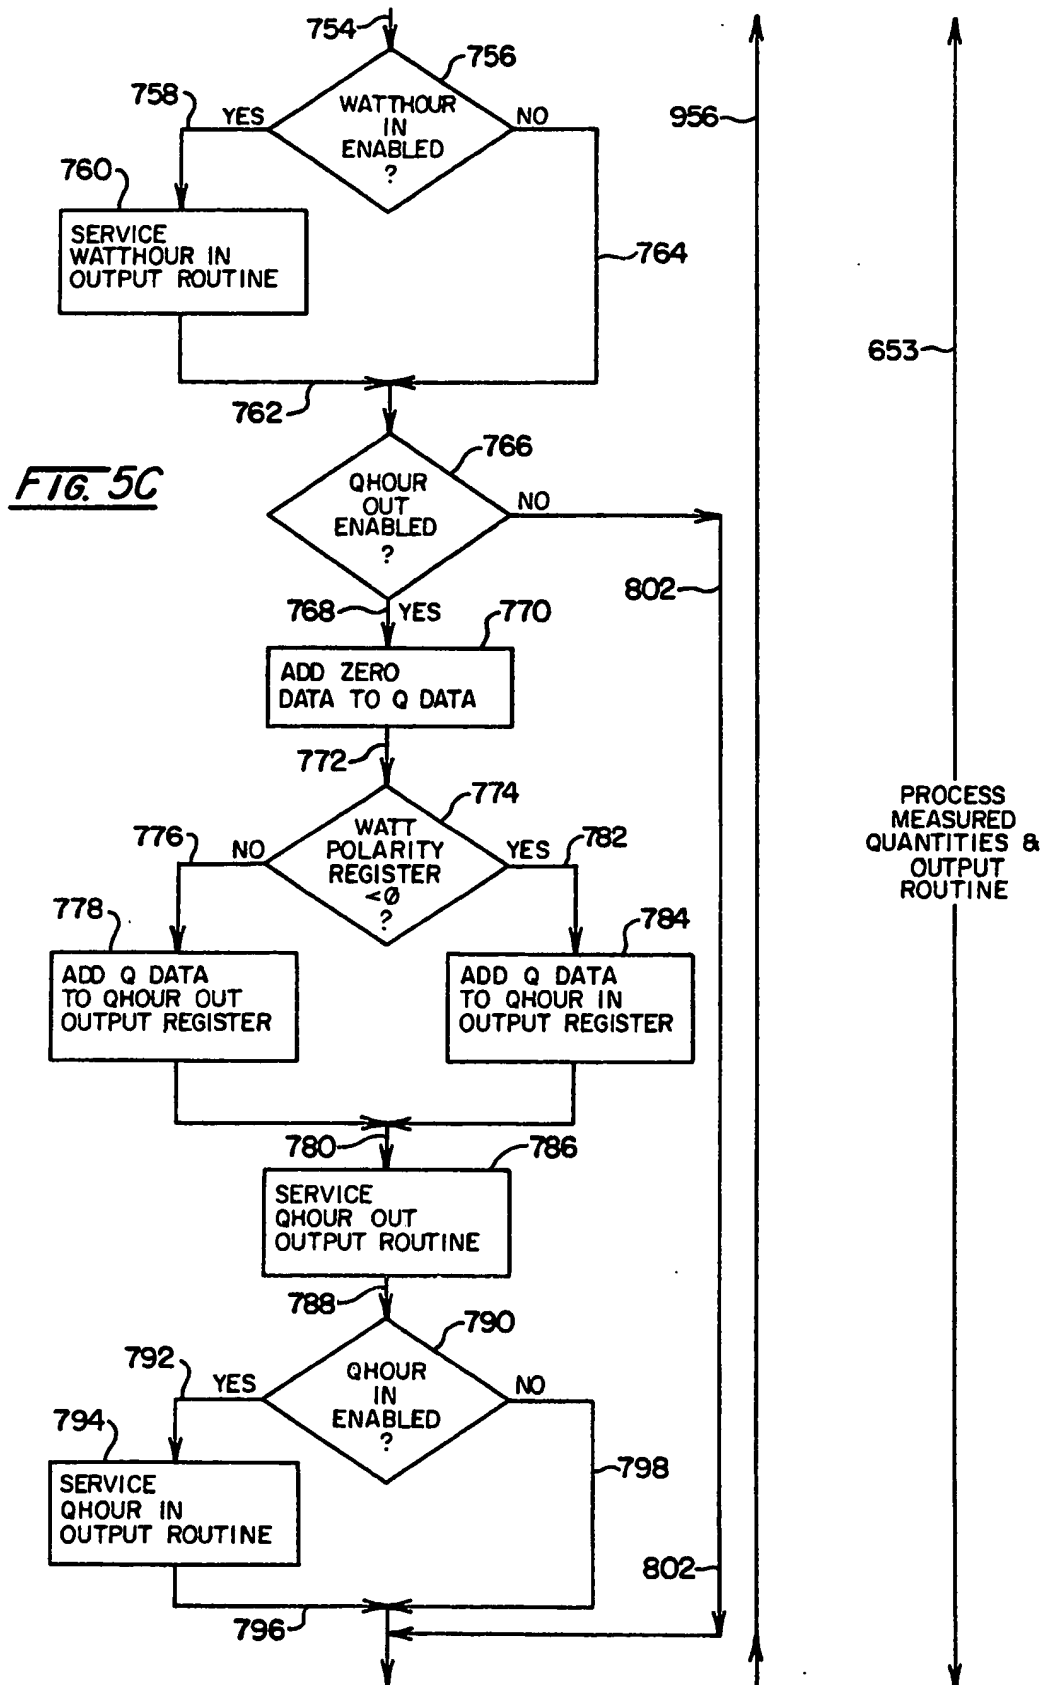 754
756
758
YES
WATTHOUR
IN
ENABLED
?
NO
956
760
SERVICE
WATTHOUR IN
OUTPUT ROUTINE
764
653
762
766
FIG. 5C
QHOUR
OUT
ENABLED
?
NO
802
768
YES
770
ADD ZERO
DATA TO Q DATA
772
774
776
NO
WATT
POLARITY
REGISTER
<Ø
?
YES
782
PROCESS
MEASURED
QUANTITIES &
OUTPUT
ROUTINE
778
ADD Q DATA
TO QHOUR OUT
OUTPUT REGISTER
784
ADD Q DATA
TO QHOUR IN
OUTPUT REGISTER
780
786
SERVICE
QHOUR OUT
OUTPUT ROUTINE
788
790
792
YES
QHOUR
IN
ENABLED
?
NO
794
SERVICE
QHOUR IN
OUTPUT ROUTINE
798
802
796